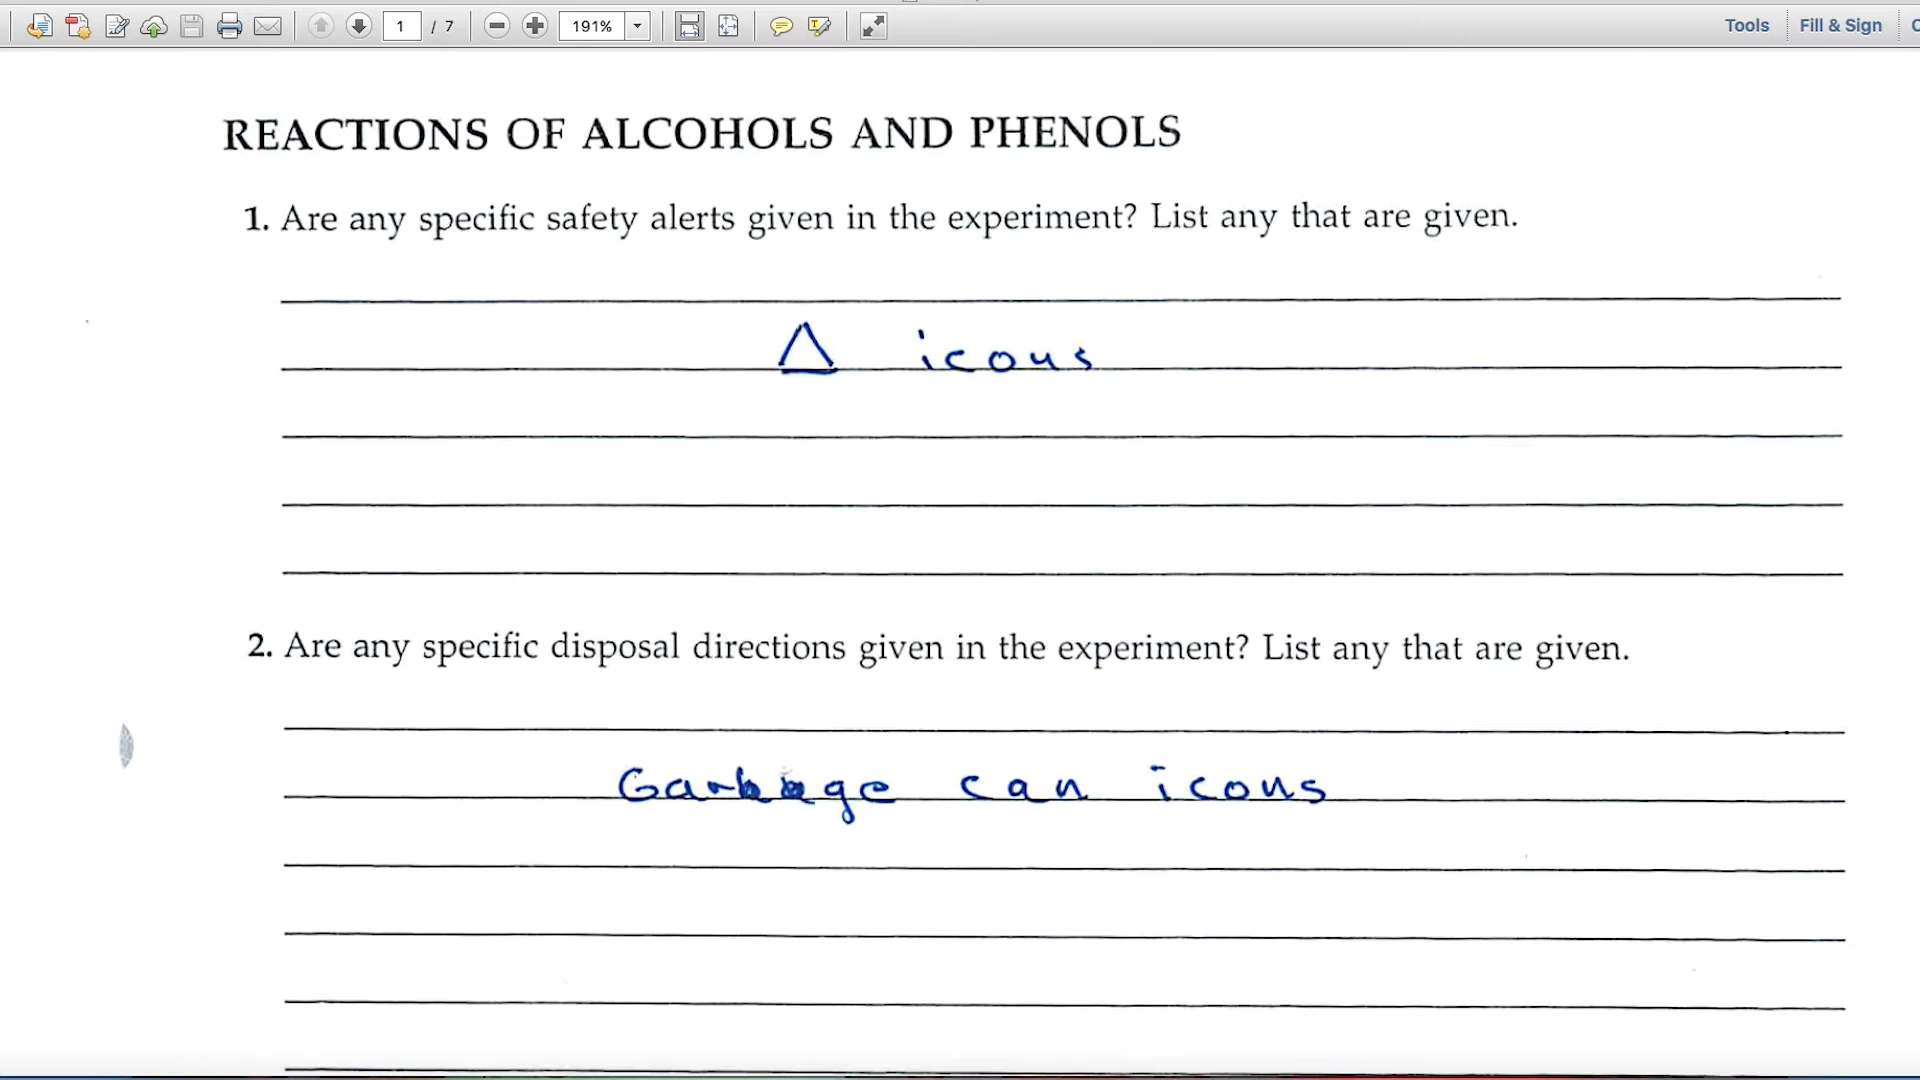 1 / 7 191% Tools Fill & Sign
REACTIONS OF ALCOHOLS AND PHENOLS
1. Are any specific safety alerts given in the experiment? List any that are given.
△ icons
2. Are any specific disposal directions given in the experiment? List any that are given.
Garbage can icons